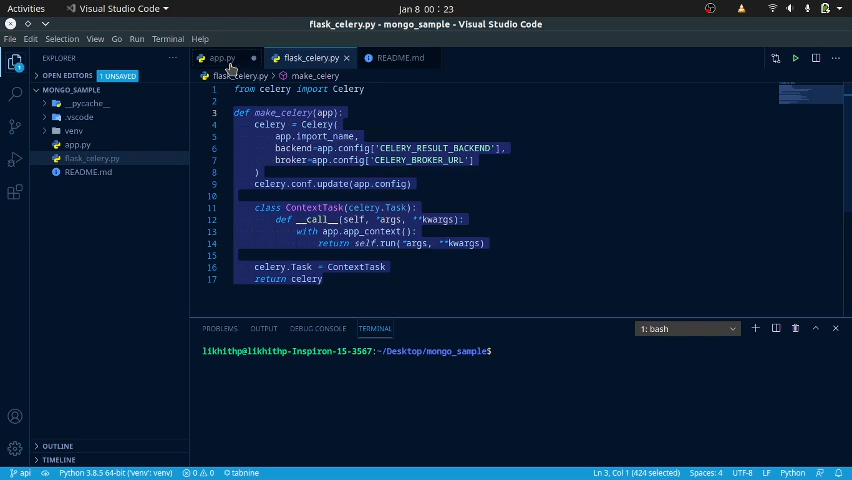 Activities
Visual Studio Code
Jan 8 00:23
flask_celery.py - mongo_sample - Visual Studio Code
File Edit Selection View Go Run Terminal Help
EXPLORER
app.py
flask_celery.py
README.md
OPEN EDITORS 1 UNSAVED
flask_celery.py > make_celery
MONGO_SAMPLE
__pycache__
.vscode
venv
app.py
flask_celery.py
README.md
1 from celery import Celery
2
3 def make_celery(app):
4 celery = Celery(
5 app.import_name,
6 backend=app.config['CELERY_RESULT_BACKEND'],
7 broker=app.config['CELERY_BROKER_URL']
8 )
9 celery.conf.update(app.config)
10
11 class ContextTask(celery.Task):
12 def __call__(self, *args, **kwargs):
13 with app.app_context():
14 return self.run(*args, **kwargs)
15
16 celery.Task = ContextTask
17 return celery
PROBLEMS OUTPUT DEBUG CONSOLE TERMINAL
1: bash
likhithp@likhithp-Inspiron-15-3567:~/Desktop/mongo_sample$
OUTLINE
TIMELINE
api
Python 3.8.5 64-bit ('venv': venv)
0 0
tabnine
Ln 3, Col 1 (424 selected)
Spaces: 4
UTF-8
LF
Python